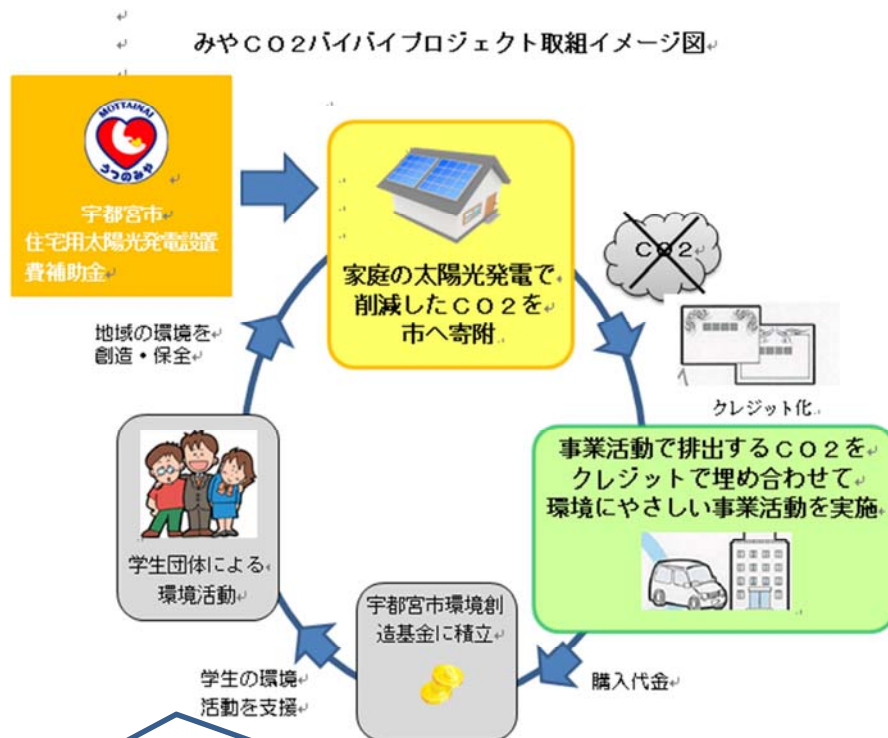 みやCO2バイバイプロジェクト取組イメージ図
MOTTAINAI
うつのみや
宇都宮市
住宅用太陽光発電設置
費補助金
家庭の太陽光発電で
削減したCO2を
市へ寄附
CO2
クレジット化
事業活動で排出するCO2を
クレジットで埋め合わせて
環境にやさしい事業活動を実施
購入代金
宇都宮市環境創
造基金に積立
学生の環境
活動を支援
学生団体による
環境活動
地域の環境を
創造・保全